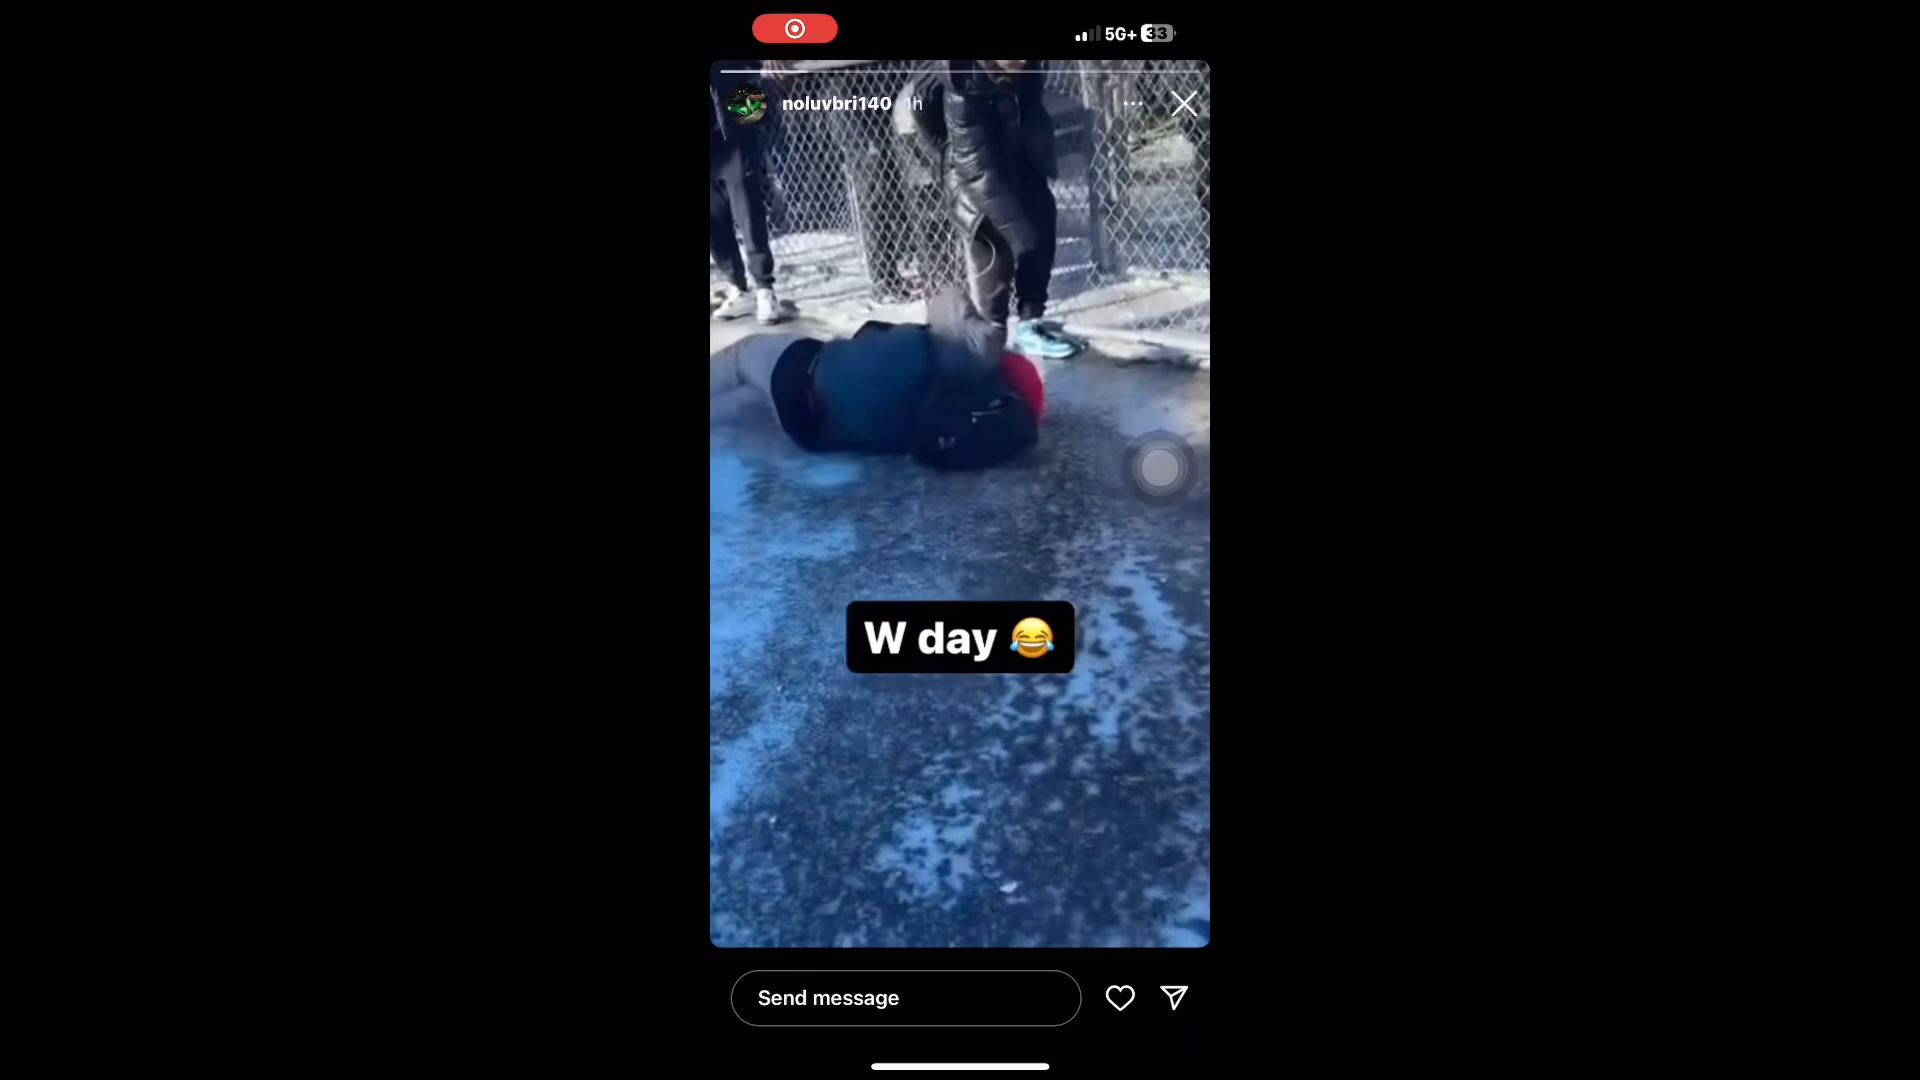 5G+ 33
noluvbri140 1h
W day 😂
Send message